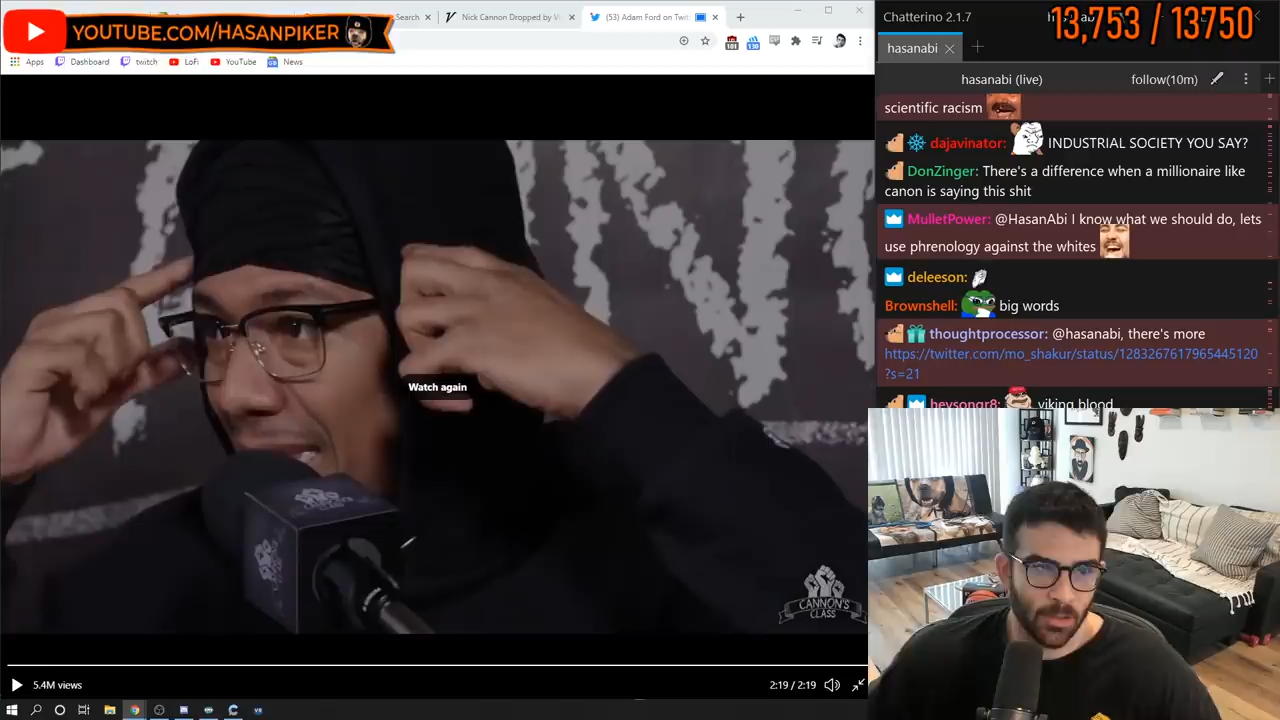 YOUTUBE.COM/HASANPIKER
Search
Nick Cannon Dropped by V
(53) Adam Ford on Twit
Apps
Dashboard
twitch
LoFi
YouTube
News
Watch again
CANNON'S
CLASS
5.4M views
2:19 / 2:19
Chatterino 2.1.7
13,753 / 13750
hasanabi
hasanabi (live)
follow(10m)
scientific racism
dajavinator: INDUSTRIAL SOCIETY YOU SAY?
DonZinger: There's a difference when a millionaire like
canon is saying this shit
MulletPower: @HasanAbi I know what we should do, lets
use phrenology against the whites
deleeson:
Brownshell: big words
thoughtprocessor: @hasanabi, there's more
https://twitter.com/mo_shakur/status/1283267617965445120
?s=21
heysongr8: viking blood